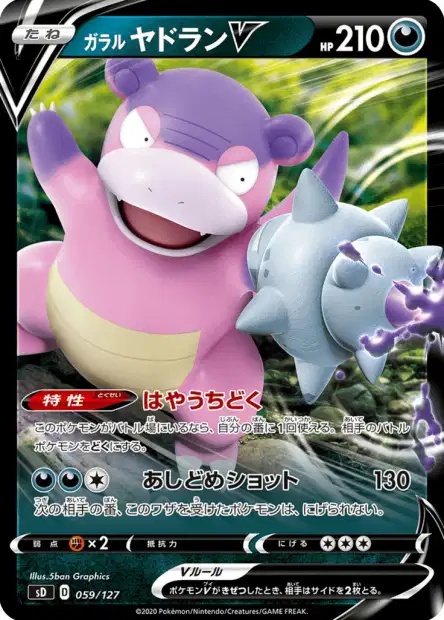 たね ガラル ヤドランV HP 210
特性 とくせい はやうちどく
このポケモンがバトル場にいるなら、自分の番に1回使える。相手のバトル
ポケモンをどくにする。
あしどめショット 130
次の相手の番、このワザを受けたポケモンは、にげられない。
弱点 ×2 抵抗力 にげる
Illus.5ban Graphics
Vルール
ポケモンVがきぜつしたとき、相手はサイドを2枚とる。
sD D 059/127
©2020 Pokémon/Nintendo/Creatures/GAME FREAK.